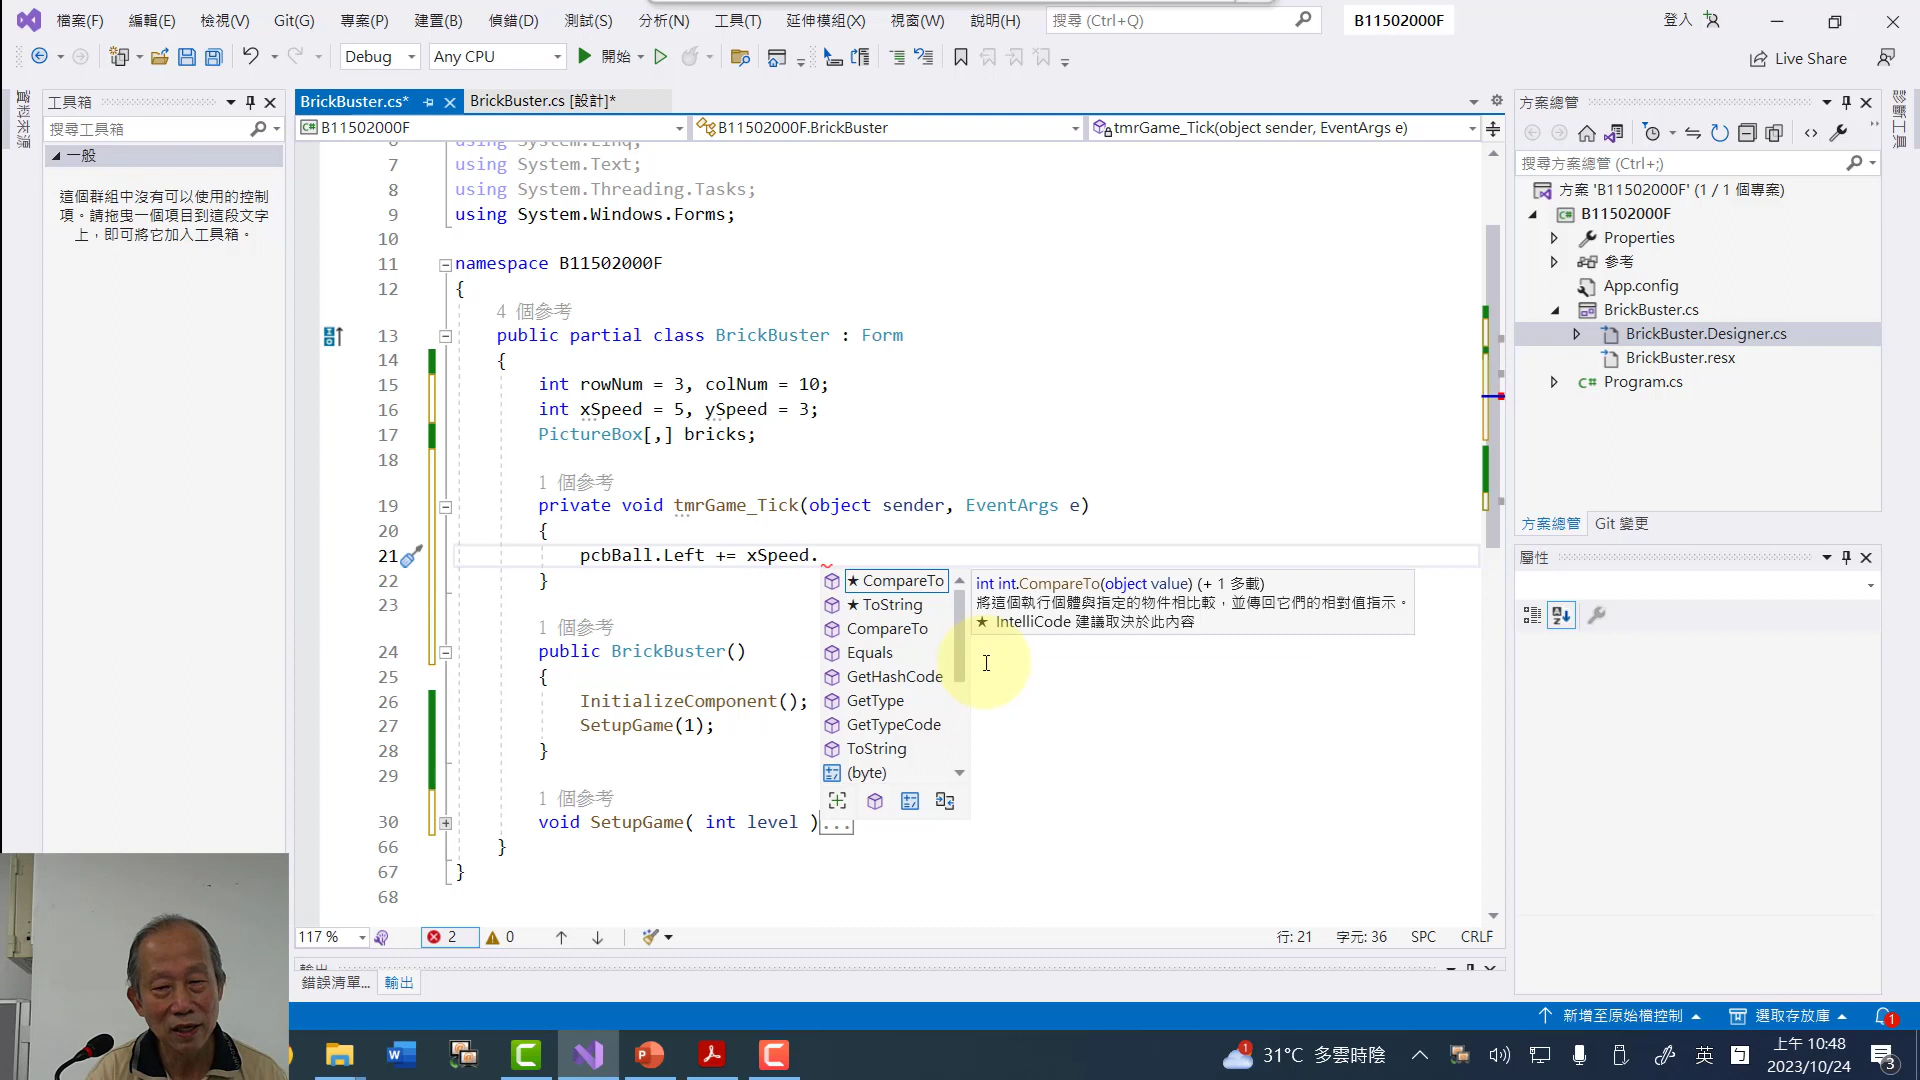 檔案(F) 編輯(E) 檢視(V) Git(G) 專案(P) 建置(B) 偵錯(D) 測試(S) 分析(N) 工具(T) 延伸模組(X) 視窗(W) 說明(H) 搜尋 (Ctrl+Q) B11502000F 登入
Debug Any CPU 開始 Live Share
資料來源
工具箱
搜尋工具箱
一般
這個群組中沒有可以使用的控制
項。請拖曳一個項目到這段文字
上，即可將它加入工具箱。
BrickBuster.cs* BrickBuster.cs [設計]*
B11502000F B11502000F.BrickBuster tmrGame_Tick(object sender, EventArgs e)
6 using System.Linq;
7 using System.Text;
8 using System.Threading.Tasks;
9 using System.Windows.Forms;
10
11 namespace B11502000F
12 {
4 個參考
13 public partial class BrickBuster : Form
14 {
15 int rowNum = 3, colNum = 10;
16 int xSpeed = 5, ySpeed = 3;
17 PictureBox[,] bricks;
18
1 個參考
19 private void tmrGame_Tick(object sender, EventArgs e)
20 {
21 pcbBall.Left += xSpeed.
22 }
23
1 個參考
24 public BrickBuster()
25 {
26 InitializeComponent();
27 SetupGame(1);
28 }
29
1 個參考
30 void SetupGame( int level )...
66 }
67 }
68
★ CompareTo
★ ToString
CompareTo
Equals
GetHashCode
GetType
GetTypeCode
ToString
(byte)
int int.CompareTo(object value) (+ 1 多載)
將這個執行個體與指定的物件相比較，並傳回它們的相對值指示。
★ IntelliCode 建議取決於此內容
117 % 2 0 行: 21 字元: 36 SPC CRLF
輸出
錯誤清單... 輸出
方案總管
搜尋方案總管 (Ctrl+;)
方案 'B11502000F' (1 / 1 個專案)
B11502000F
Properties
參考
App.config
BrickBuster.cs
BrickBuster.Designer.cs
BrickBuster.resx
Program.cs
方案總管 Git 變更
屬性
診斷工具
新增至原始檔控制 選取存放庫 1
31°C 多雲時陰 英 上午 10:48
2023/10/24 3